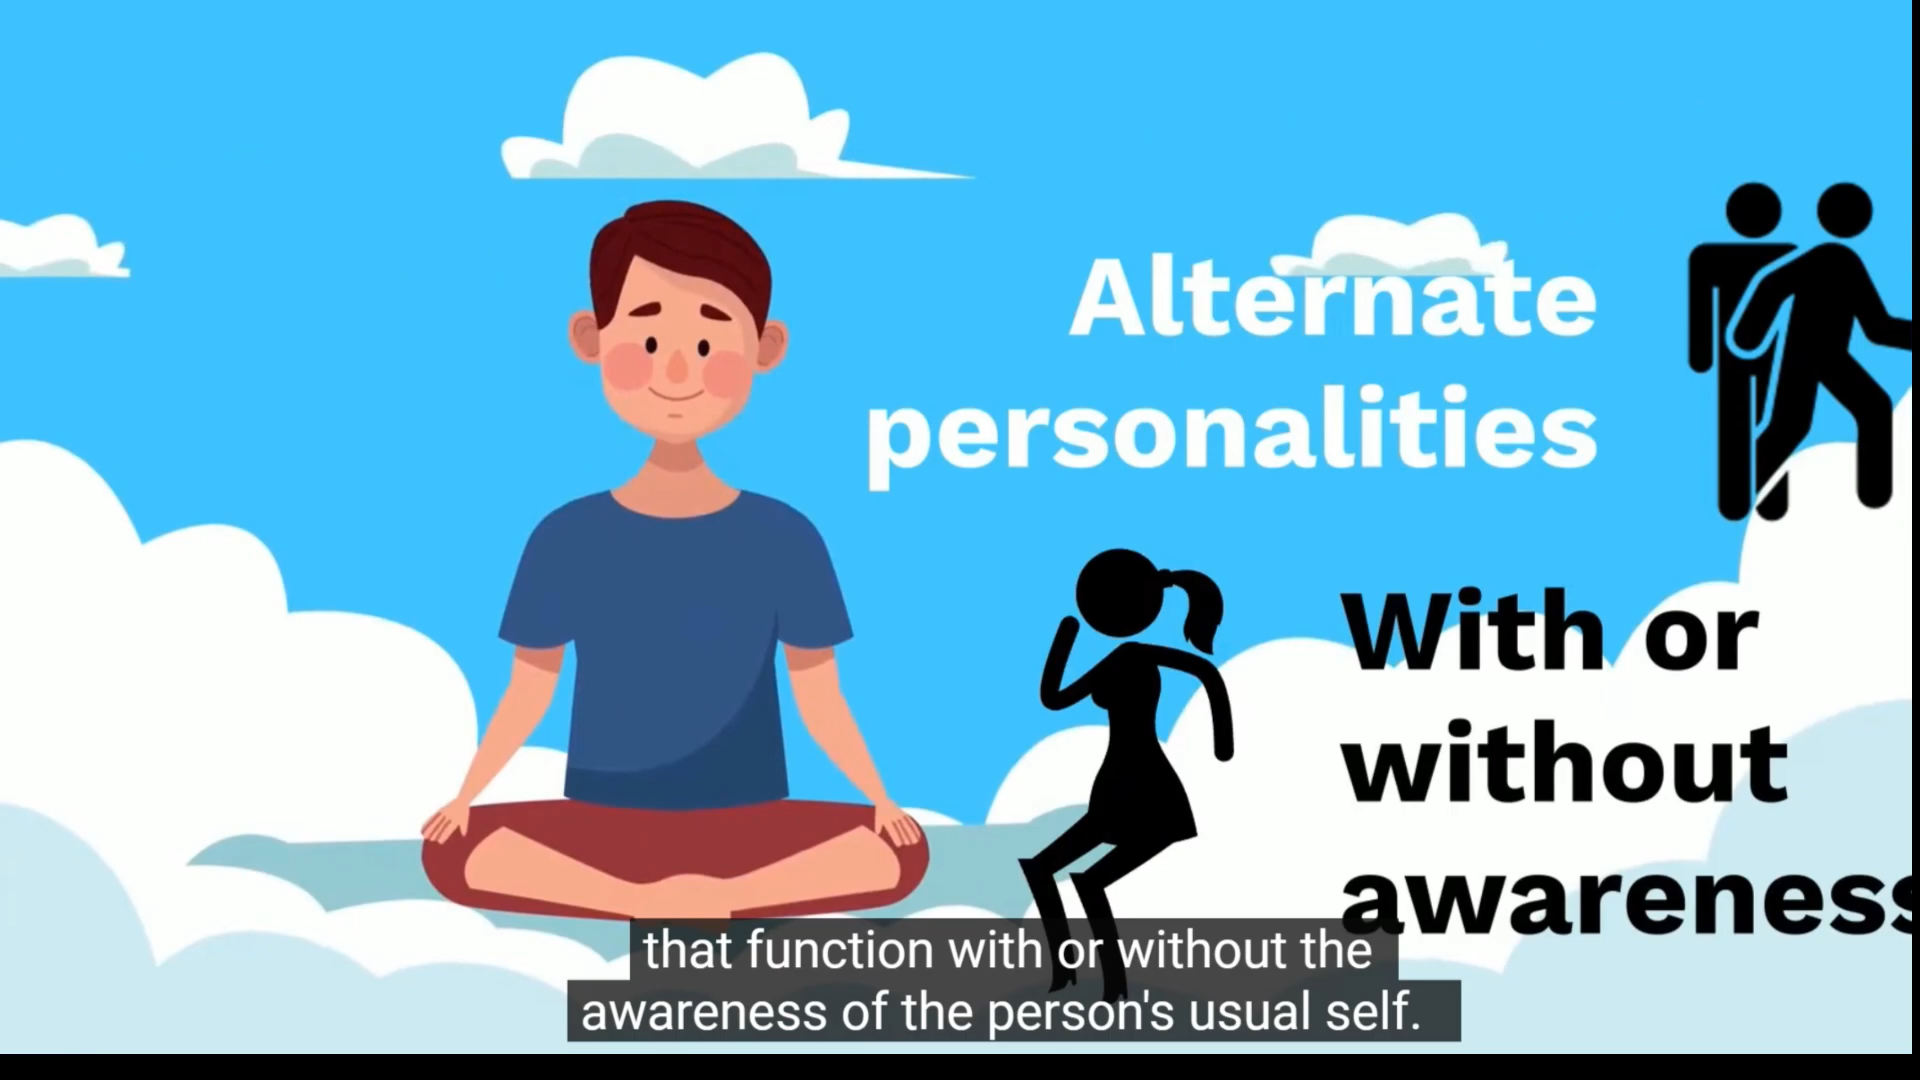 Alternate
personalities
With or
without
awareness
that function with or without the
awareness of the person's usual self.